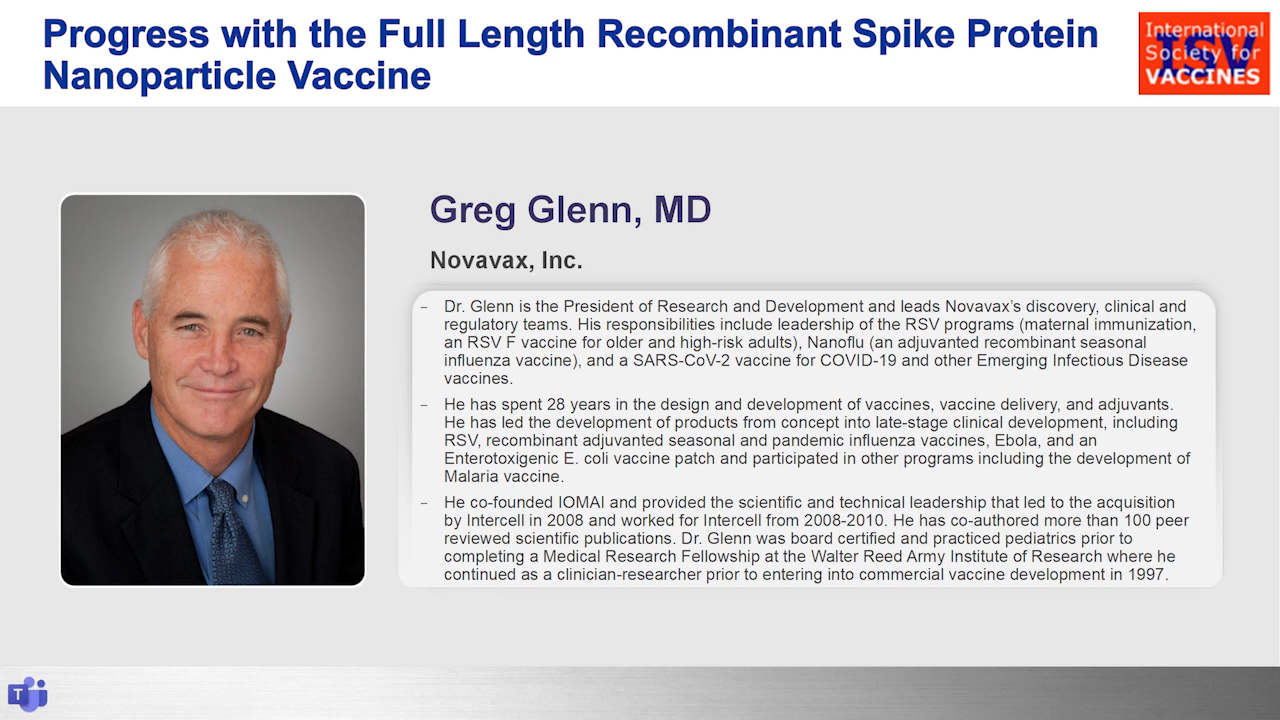 Progress with the Full Length Recombinant Spike Protein
Nanoparticle Vaccine
International
Society for
VACCINES
ISV
Greg Glenn, MD
Novavax, Inc.
– Dr. Glenn is the President of Research and Development and leads Novavax's discovery, clinical and
regulatory teams. His responsibilities include leadership of the RSV programs (maternal immunization,
an RSV F vaccine for older and high-risk adults), Nanoflu (an adjuvanted recombinant seasonal
influenza vaccine), and a SARS-CoV-2 vaccine for COVID-19 and other Emerging Infectious Disease
vaccines.
– He has spent 28 years in the design and development of vaccines, vaccine delivery, and adjuvants.
He has led the development of products from concept into late-stage clinical development, including
RSV, recombinant adjuvanted seasonal and pandemic influenza vaccines, Ebola, and an
Enterotoxigenic E. coli vaccine patch and participated in other programs including the development of
Malaria vaccine.
– He co-founded IOMAI and provided the scientific and technical leadership that led to the acquisition
by Intercell in 2008 and worked for Intercell from 2008-2010. He has co-authored more than 100 peer
reviewed scientific publications. Dr. Glenn was board certified and practiced pediatrics prior to
completing a Medical Research Fellowship at the Walter Reed Army Institute of Research where he
continued as a clinician-researcher prior to entering into commercial vaccine development in 1997.
T